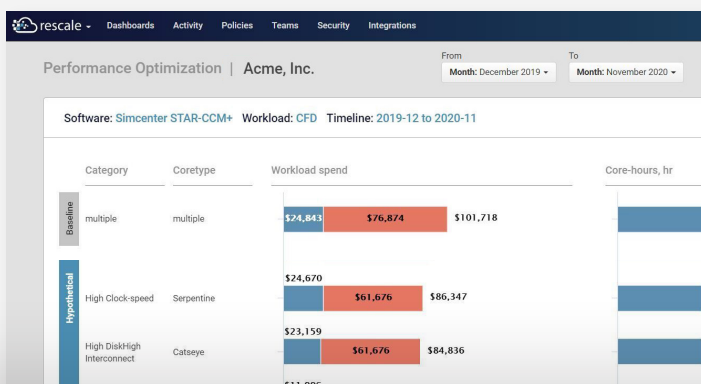 rescale Dashboards Activity Policies Teams Security Integrations
From To
Performance Optimization | Acme, Inc. Month: December 2019 Month: November 2020
Software: Simcenter STAR-CCM+ Workload: CFD Timeline: 2019-12 to 2020-11
Category Coretype Workload spend Core-hours, hr
Baseline
multiple multiple $24,843 $76,874 $101,718
Hypothetical
$24,670
High Clock-speed Serpentine $61,676 $86,347
$23,159
High DiskHigh
Interconnect Catseye $61,676 $84,836